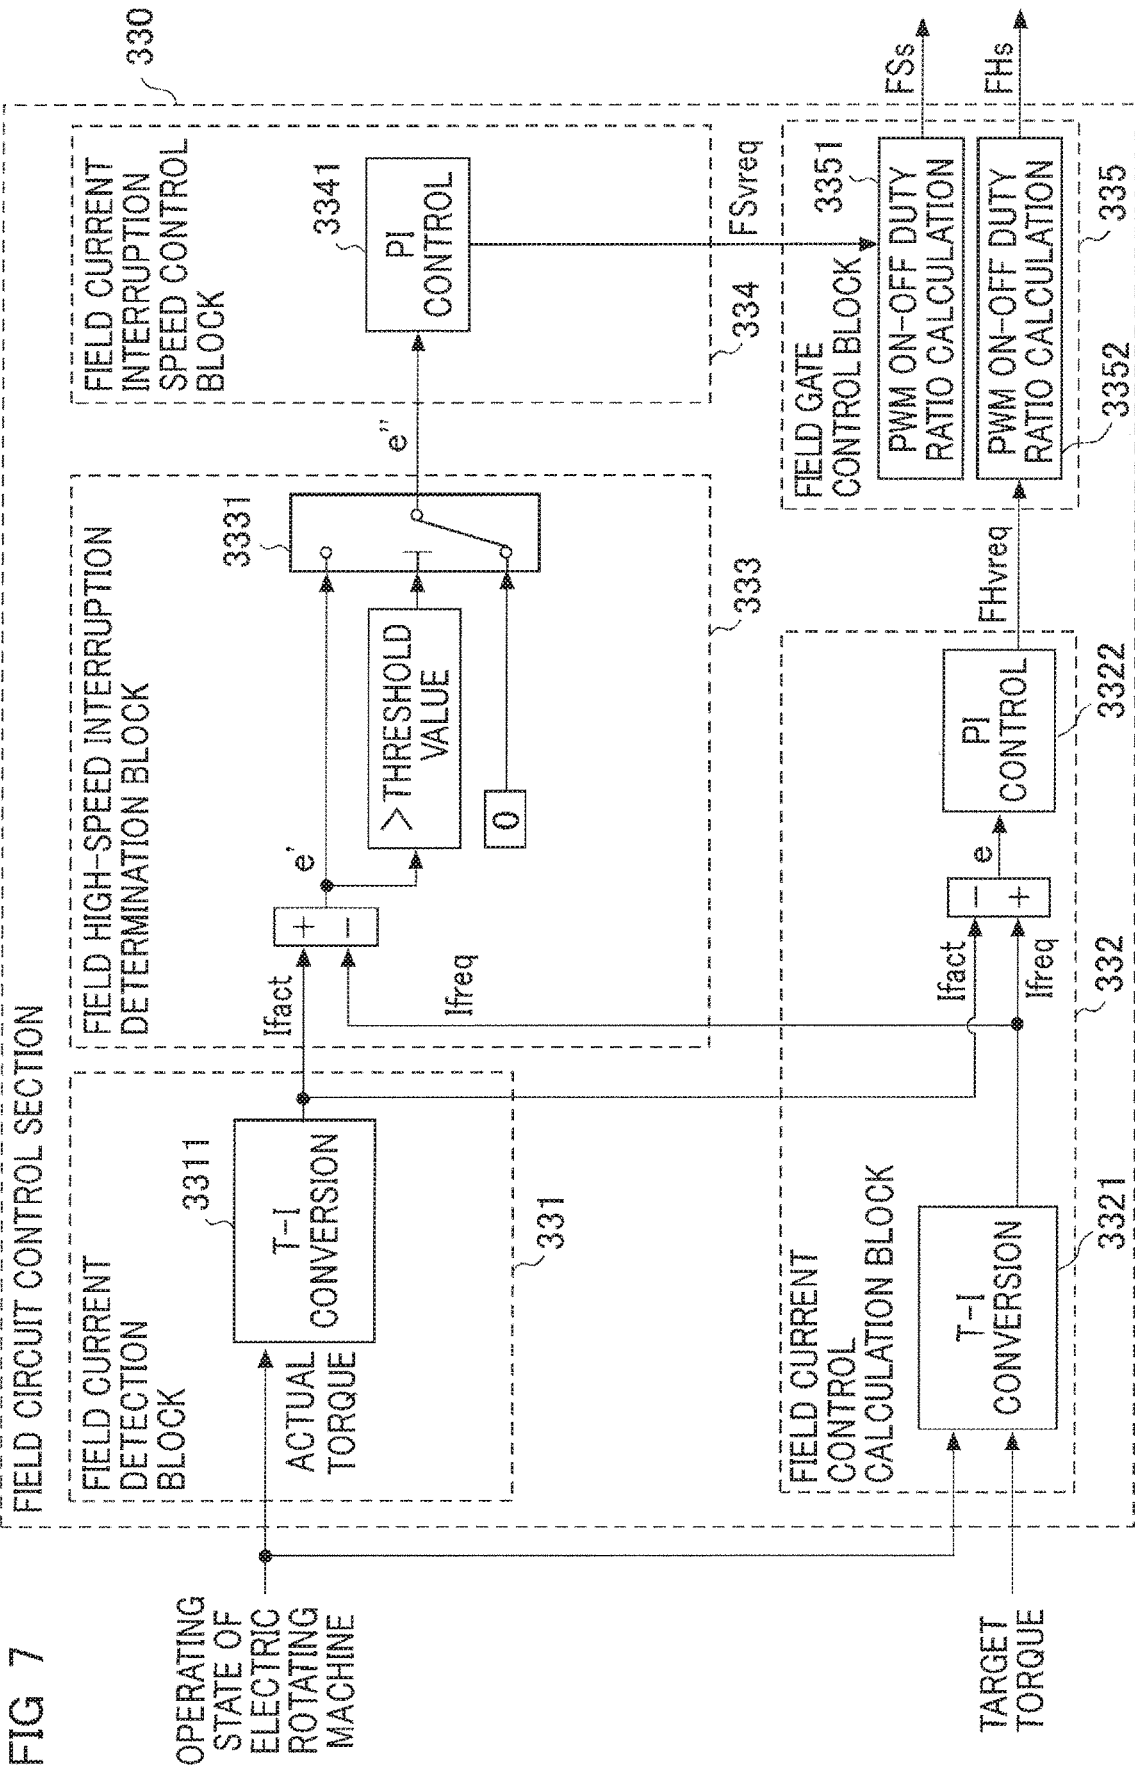 FIG 7
FIELD CIRCUIT CONTROL SECTION
330
OPERATING
STATE OF
ELECTRIC
ROTATING
MACHINE
TARGET
TORQUE
FIELD CURRENT
DETECTION
BLOCK
ACTUAL
TORQUE
3311
T-I
CONVERSION
331
Ifact
FIELD HIGH-SPEED INTERRUPTION
DETERMINATION BLOCK
+
−
Ifreq
e'
> THRESHOLD
VALUE
0
3331
333
e''
FIELD CURRENT
INTERRUPTION
SPEED CONTROL
BLOCK
3341
PI
CONTROL
334
FSvreq
FIELD CURRENT
CONTROL
CALCULATION BLOCK
T-I
CONVERSION
3321
Ifact
Ifreq
−
+
e
PI
CONTROL
3322
332
FHvreq
FIELD GATE
CONTROL BLOCK
3351
PWM ON-OFF DUTY
RATIO CALCULATION
PWM ON-OFF DUTY
RATIO CALCULATION
3352
335
FSs
FHs